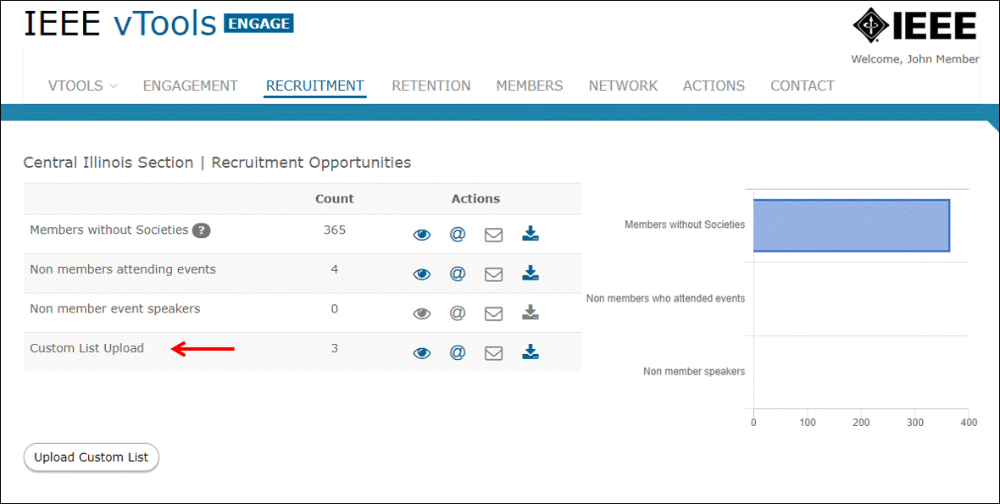 IEEE vTools ENGAGE
IEEE
Welcome, John Member
VTOOLS ENGAGEMENT RECRUITMENT RETENTION MEMBERS NETWORK ACTIONS CONTACT
Central Illinois Section | Recruitment Opportunities
Count Actions
Members without Societies ? 365 @
Non members attending events 4 @
Non member event speakers 0 @
Custom List Upload 3 @
Members without Societies
Non members who attended events
Non member speakers
0 100 200 300 400
Upload Custom List